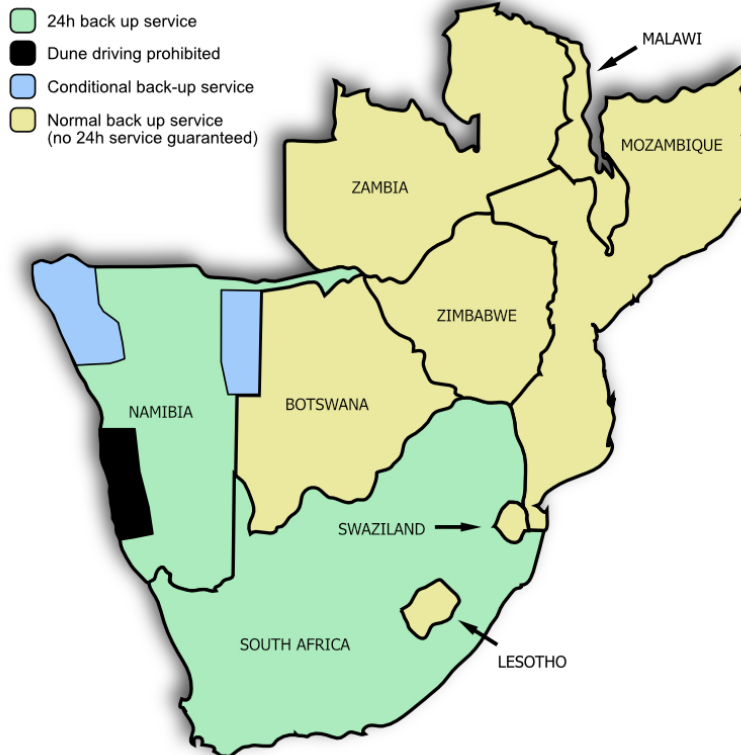 24h back up service
Dune driving prohibited
Conditional back-up service
Normal back up service
(no 24h service guaranteed)
MALAWI
MOZAMBIQUE
ZAMBIA
ZIMBABWE
BOTSWANA
NAMIBIA
SWAZILAND
SOUTH AFRICA
LESOTHO